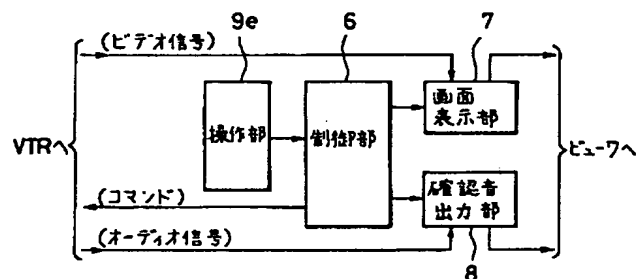 9e
6
7
(ビデオ信号)
操作部
制御部
画面
表示部
VTRへ
ビューワへ
(コマンド)
確認音
出力部
(オーディオ信号)
8